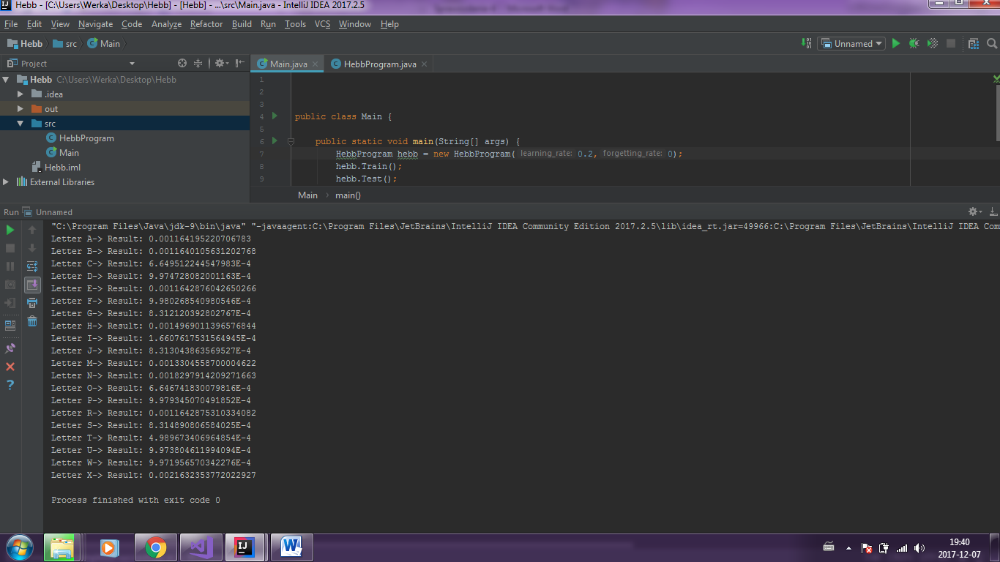 Hebb - [C:\Users\Werka\Desktop\Hebb] - [Hebb] - ...\src\Main.java - IntelliJ IDEA 2017.2.5
File Edit View Navigate Code Analyze Refactor Build Run Tools VCS Window Help
Hebb src Main Unnamed
Project Main.java HebbProgram.java
Hebb C:\Users\Werka\Desktop\Hebb
.idea
out
src
HebbProgram
Main
Hebb.iml
External Libraries
1
2
3
4 public class Main {
5
6 public static void main(String[] args) {
7 HebbProgram hebb = new HebbProgram( learning_rate: 0.2, forgetting_rate: 0);
8 hebb.Train();
9 hebb.Test();
Main main()
Run Unnamed
"C:\Program Files\Java\jdk-9\bin\java" "-javaagent:C:\Program Files\JetBrains\IntelliJ IDEA Community Edition 2017.2.5\lib\idea_rt.jar=49966:C:\Program Files\JetBrains\IntelliJ IDEA Com
Letter A-> Result: 0.001164195220706783
Letter B-> Result: 0.0011640105631202768
Letter C-> Result: 6.649512244547983E-4
Letter D-> Result: 9.974728082001163E-4
Letter E-> Result: 0.0011642876042650266
Letter F-> Result: 9.980268540980546E-4
Letter G-> Result: 8.312120392802767E-4
Letter H-> Result: 0.0014969011396576844
Letter I-> Result: 1.6607617531564945E-4
Letter J-> Result: 8.313043863569527E-4
Letter M-> Result: 0.0013304558700004622
Letter N-> Result: 0.0018297914209271663
Letter O-> Result: 6.646741830079816E-4
Letter P-> Result: 9.979345070491852E-4
Letter R-> Result: 0.0011642875310334082
Letter S-> Result: 8.314890806584025E-4
Letter T-> Result: 4.989673406964854E-4
Letter U-> Result: 9.973804611994094E-4
Letter W-> Result: 9.971956570342276E-4
Letter X-> Result: 0.0021632353772022927
Process finished with exit code 0
19:40
2017-12-07